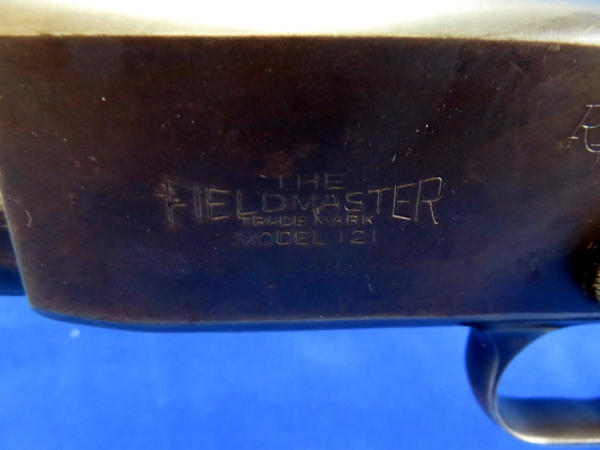 THE
FIELDMASTER
TRADE MARK
MODEL 121